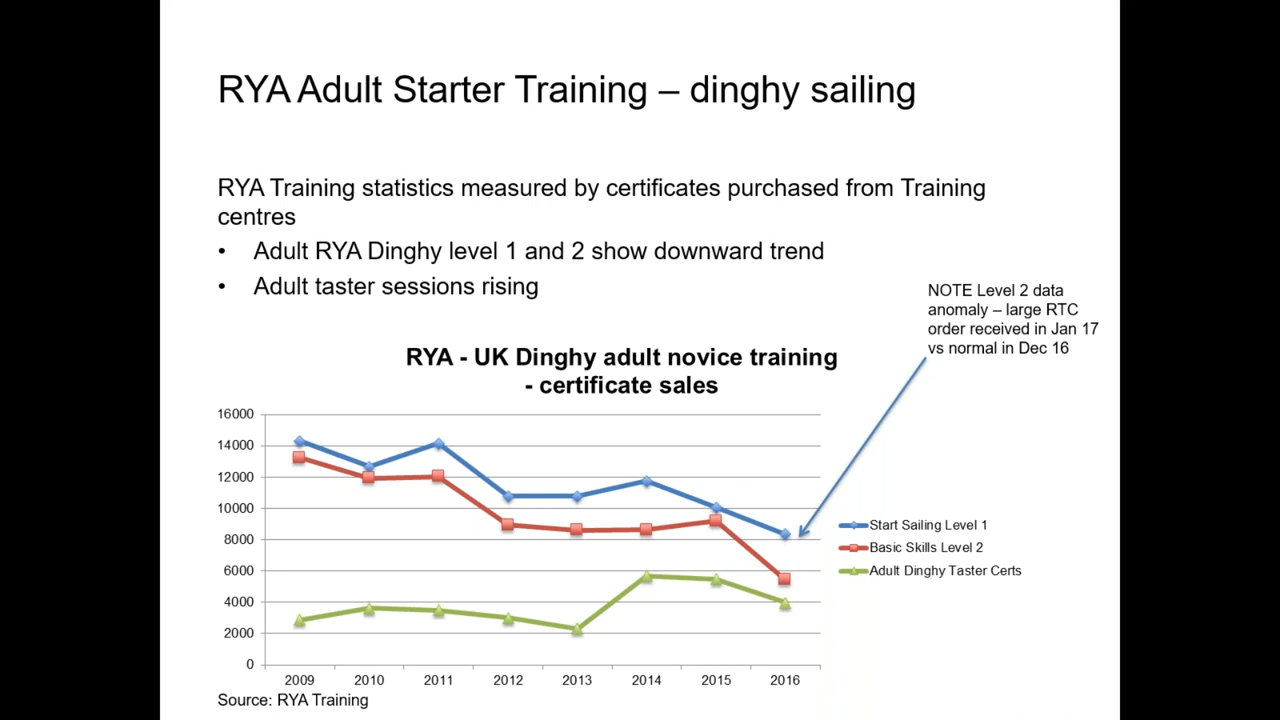 RYA Adult Starter Training – dinghy sailing
RYA Training statistics measured by certificates purchased from Training
centres
• Adult RYA Dinghy level 1 and 2 show downward trend
• Adult taster sessions rising
NOTE Level 2 data
anomaly – large RTC
order received in Jan 17
vs normal in Dec 16
RYA - UK Dinghy adult novice training
- certificate sales
16000
14000
12000
10000
8000
6000
4000
2000
0
2009 2010 2011 2012 2013 2014 2015 2016
Start Sailing Level 1
Basic Skills Level 2
Adult Dinghy Taster Certs
Source: RYA Training